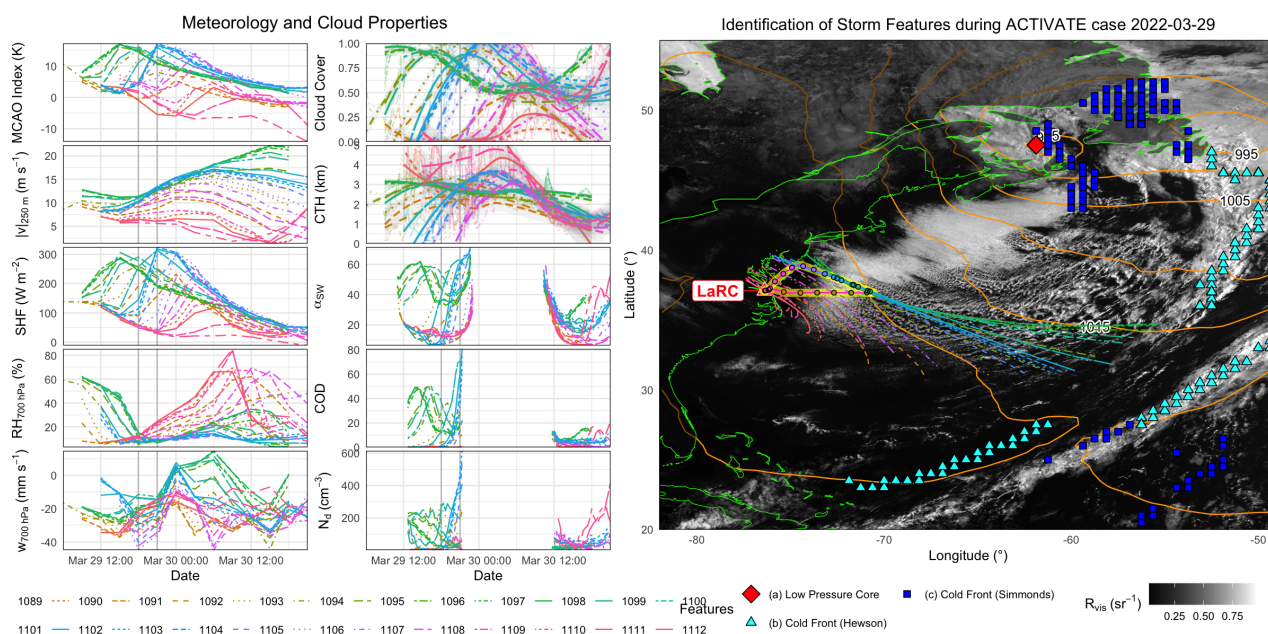 Meteorology and Cloud Properties
MCAO Index (K)
10
0
-10
|v|250 m (m s−1)
20
15
10
5
SHF (W m−2)
300
200
100
0
RH700 hPa (%)
80
60
40
20
w700 hPa (mm s−1)
0
-20
-40
Mar 29 12:00 Mar 30 00:00 Mar 30 12:00
Date
Cloud Cover
1.00
0.75
0.50
0.25
0.00
CTH (km)
4
3
2
1
0
αSW
60
40
20
COD
80
60
40
20
Nd (cm−3)
600
400
200
Mar 29 12:00 Mar 30 00:00 Mar 30 12:00
Date
1089 1090 1091 1092 1093 1094 1095 1096 1097 1098 1099 1100
1101 1102 1103 1104 1105 1106 1107 1108 1109 1110 1111 1112
Identification of Storm Features during ACTIVATE case 2022-03-29
Latitude (°)
50
40
30
20
995
1005
1015
LaRC
-80 -70 -60 -50
Longitude (°)
Features
(a) Low Pressure Core
(b) Cold Front (Hewson)
(c) Cold Front (Simmonds)
Rvis (sr−1)
0.25 0.50 0.75